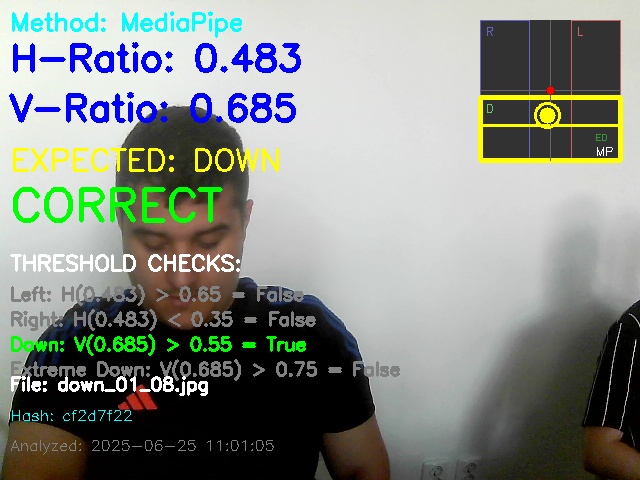 Method: MediaPipe
H-Ratio: 0.483
V-Ratio: 0.685
EXPECTED: DOWN
CORRECT
THRESHOLD CHECKS:
Left: H(0.483) > 0.65 = False
Right: H(0.483) < 0.35 = False
Down: V(0.685) > 0.55 = True
Extreme Down: V(0.685) > 0.75 = False
File: down_01_08.jpg
Hash: cf2d7f22
Analyzed: 2025-06-25 11:01:05
R
L
D
ED
MP